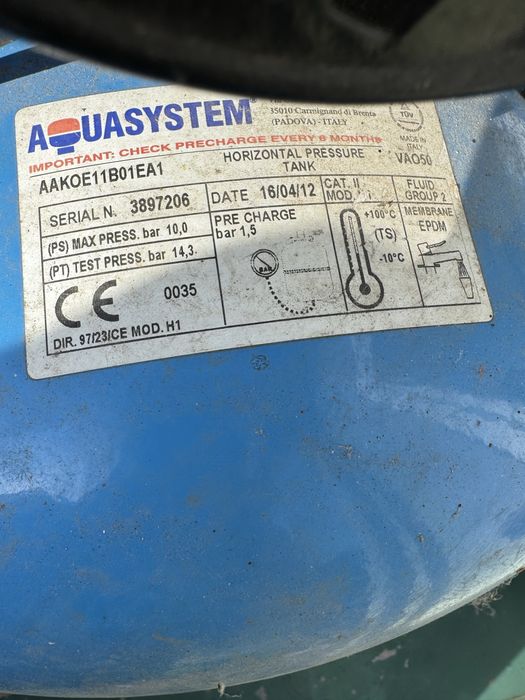 AQUASYSTEM®
35010 Carmignano di Brenta
(PADOVA) - ITALY
TÜV
MADE IN
ITALY
IMPORTANT: CHECK PRECHARGE EVERY 6 MONTHS
AAKOE11B01EA1
HORIZONTAL PRESSURE
TANK
VAO50
SERIAL N. 3897206
DATE 16/04/12
CAT. II
MOD.
FLUID
GROUP 2
(PS) MAX PRESS. bar 10,0
PRE CHARGE
bar 1,5
+100°C
(TS)
-10°C
MEMBRANE
EPDM
(PT) TEST PRESS. bar 14,3.
BAR
CE 0035
DIR. 97/23/CE MOD. H1